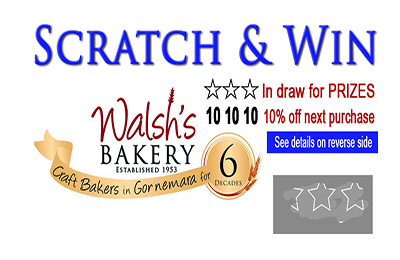 SCRATCH & WIN
☆☆☆ In draw for PRIZES
10 10 10 10% off next purchase
See details on reverse side
Walsh's
BAKERY
ESTABLISHED 1953
Craft Bakers in Connemara for
6
DECADES